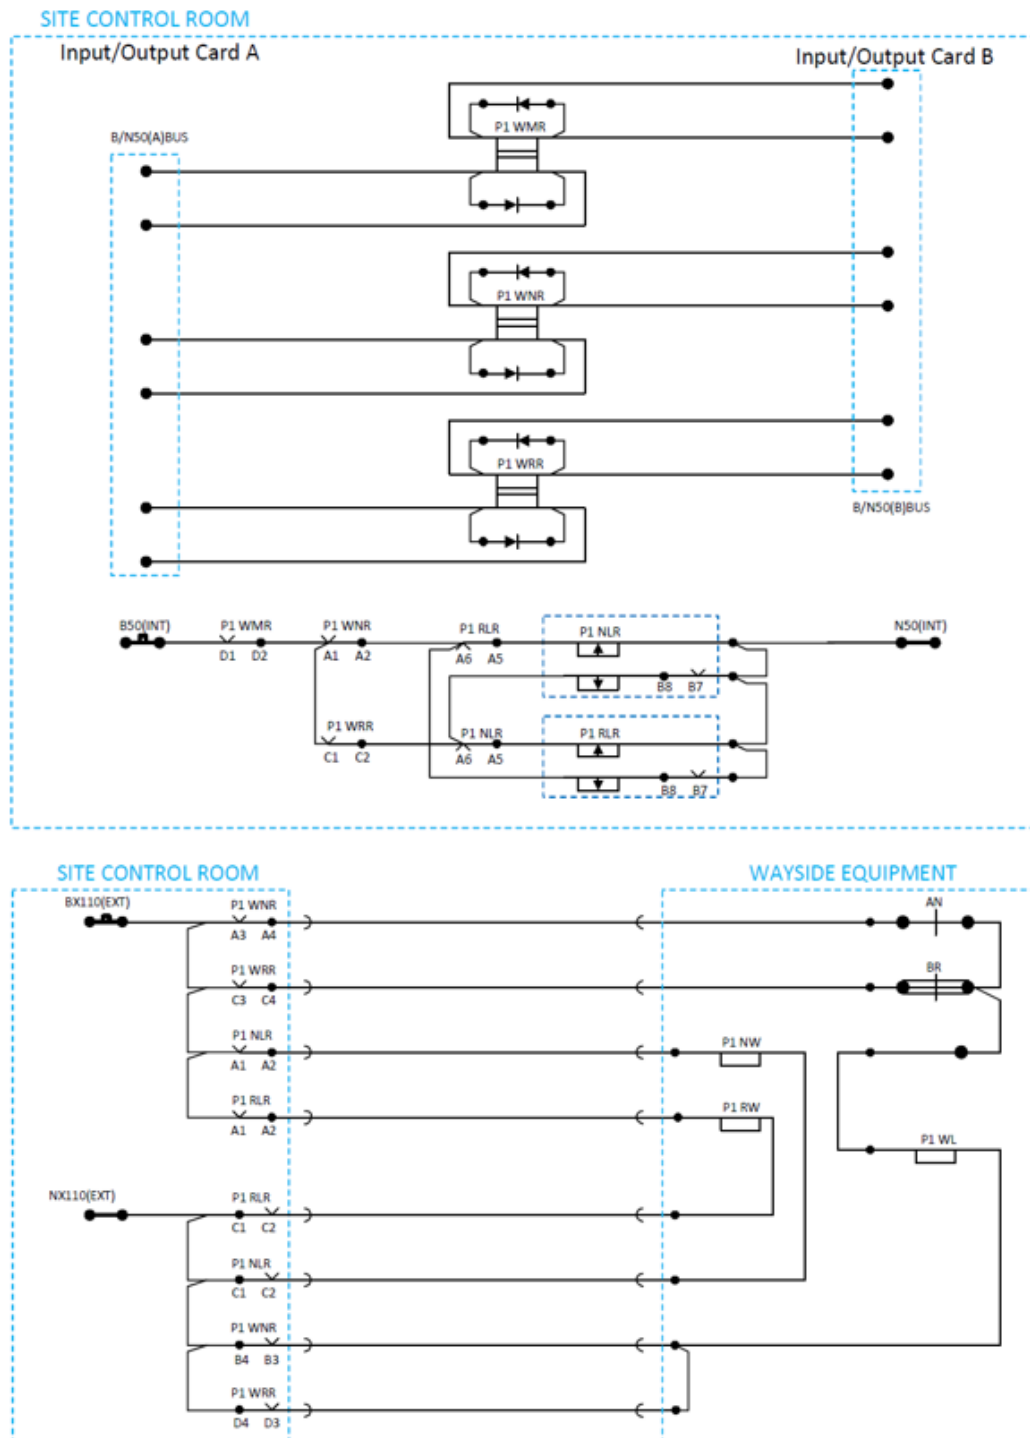 SITE CONTROL ROOM
Input/Output Card A
Input/Output Card B
P1 WMR
B/N50(A)BUS
P1 WNR
P1 WRR
B/N50(B)BUS
B50(INT) P1 WMR P1 WNR P1 RLR P1 NLR N50(INT)
D1 D2 A1 A2 A6 A5
B8 B7
P1 WRR P1 NLR P1 RLR
C1 C2 A6 A5
B8 B7
SITE CONTROL ROOM WAYSIDE EQUIPMENT
BX110(EXT) P1 WNR AN
A3 A4
P1 WRR BR
C3 C4
P1 NLR P1 NW
A1 A2
P1 RLR P1 RW
A1 A2
P1 WL
NX110(EXT) P1 RLR
C1 C2
P1 NLR
C1 C2
P1 WNR
B4 B3
P1 WRR
D4 D3